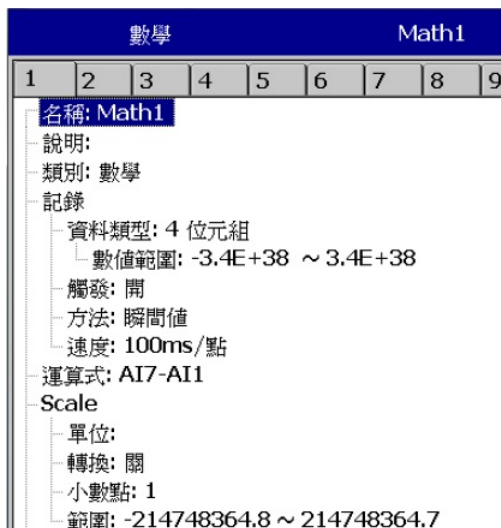 數學 Math1
1 2 3 4 5 6 7 8 9
名稱: Math1
說明:
類別: 數學
記錄
資料類型: 4 位元組
數值範圍: -3.4E+38 ~ 3.4E+38
觸發: 開
方法: 瞬間值
速度: 100ms/點
運算式: AI7-AI1
Scale
單位:
轉換: 關
小數點: 1
範圍: -214748364.8 ~ 214748364.7